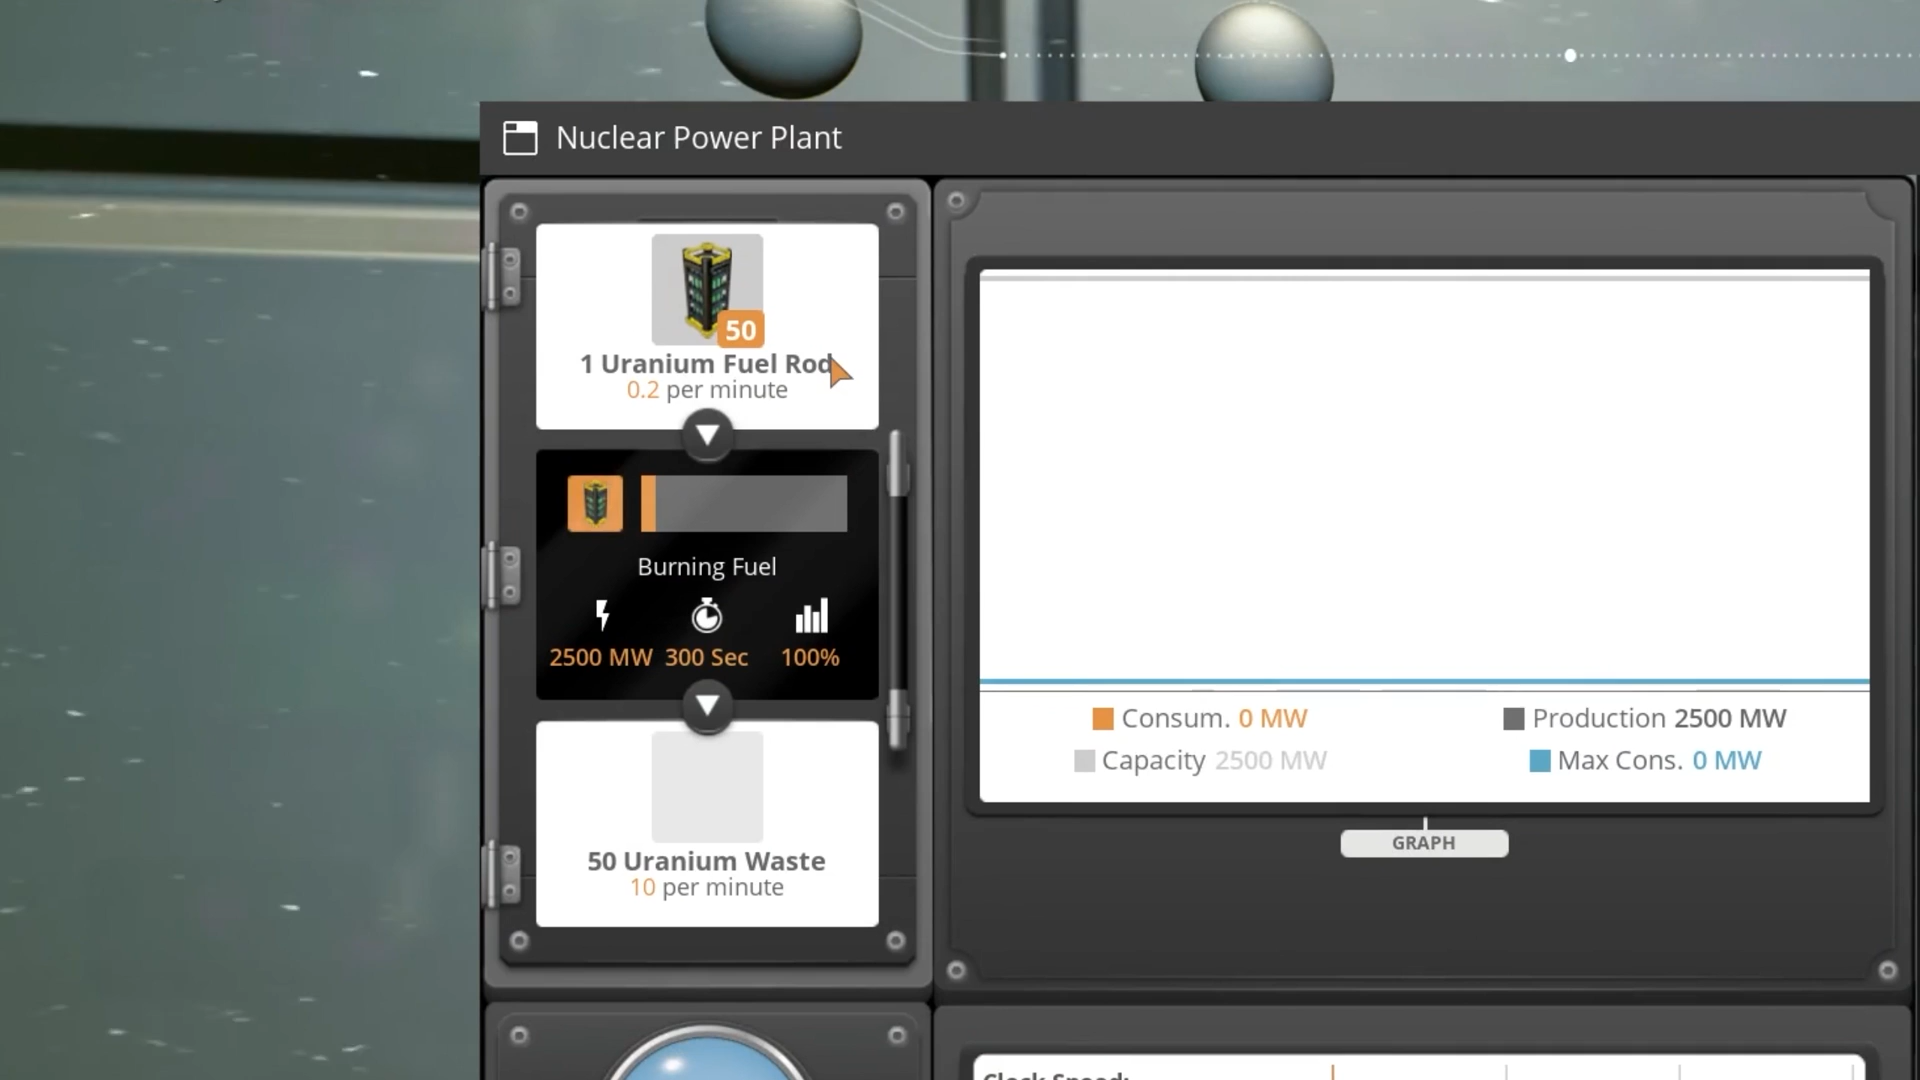 Nuclear Power Plant
50
1 Uranium Fuel Rod
0.2 per minute
Burning Fuel
2500 MW 300 Sec 100%
50 Uranium Waste
10 per minute
Consum. 0 MW Production 2500 MW
Capacity 2500 MW Max Cons. 0 MW
GRAPH
Clock Speed: